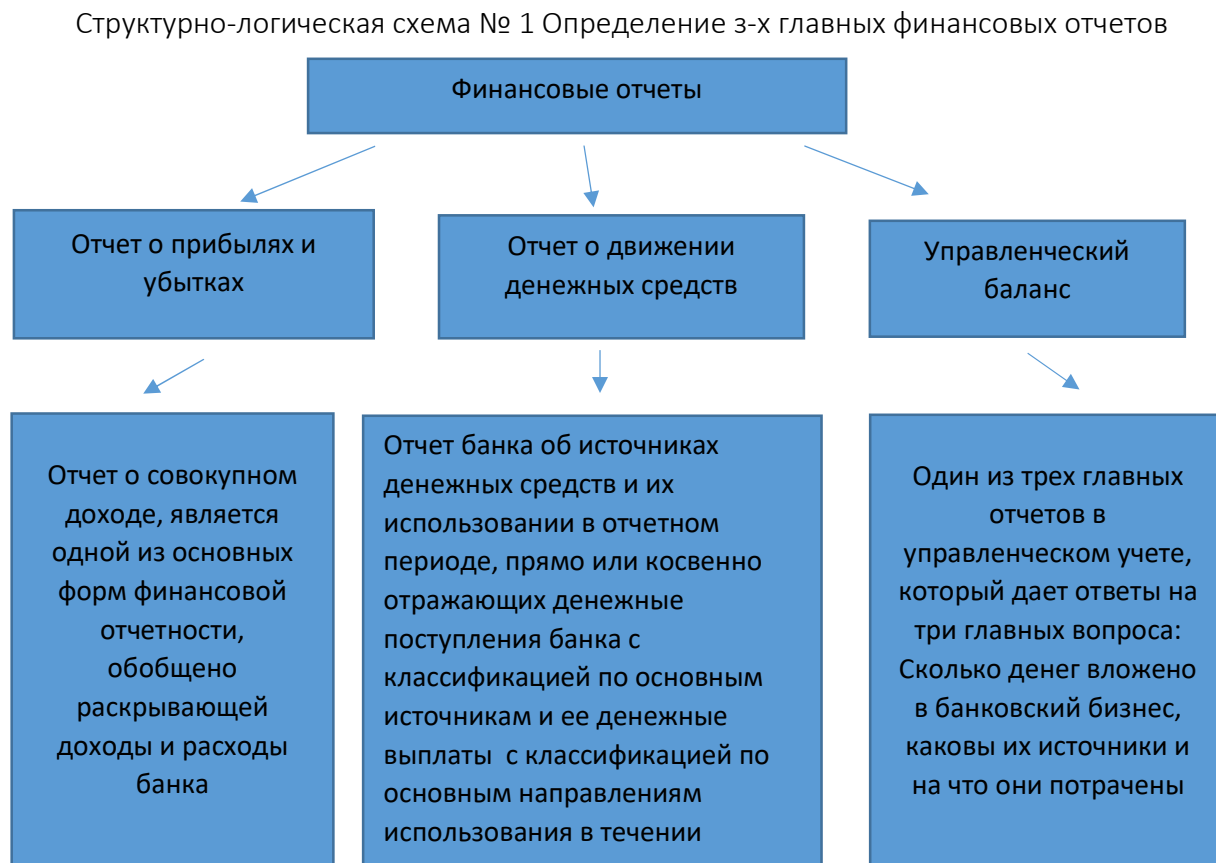 Структурно-логическая схема № 1 Определение з-х главных финансовых отчетов
Финансовые отчеты
Отчет о прибылях и
убытках
Отчет о движении
денежных средств
Управленческий
баланс
Отчет о совокупном
доходе, является
одной из основных
форм финансовой
отчетности,
обобщено
раскрывающей
доходы и расходы
банка
Отчет банка об источниках
денежных средств и их
использовании в отчетном
периоде, прямо или косвенно
отражающих денежные
поступления банка с
классификацией по основным
источникам и ее денежные
выплаты с классификацией по
основным направлениям
использования в течении
Один из трех главных
отчетов в
управленческом учете,
который дает ответы на
три главных вопроса:
Сколько денег вложено
в банковский бизнес,
каковы их источники и
на что они потрачены